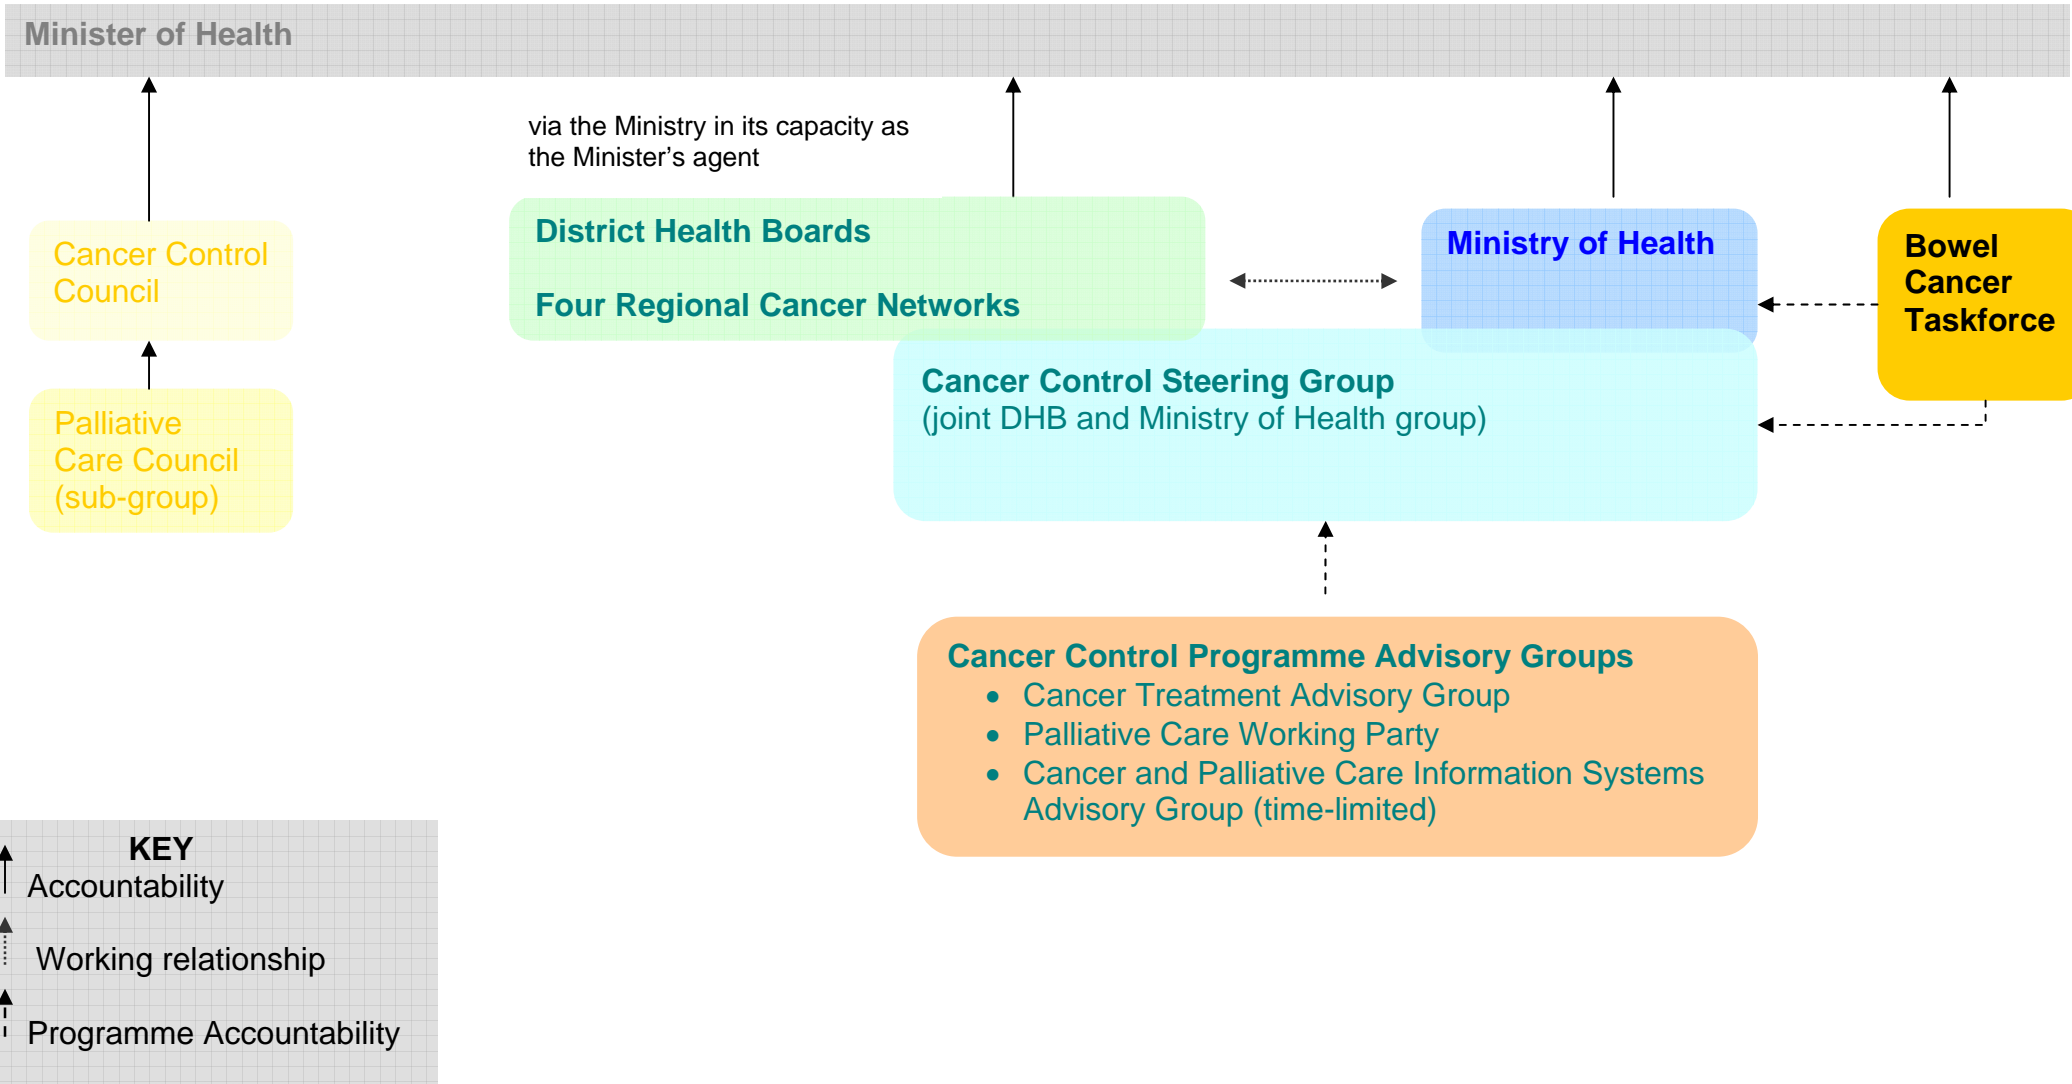 Minister of Health
via the Ministry in its capacity as
the Minister’s agent
Cancer Control
Council
Palliative
Care Council
(sub-group)
District Health Boards
Four Regional Cancer Networks
Ministry of Health
Bowel
Cancer
Taskforce
Cancer Control Steering Group
(joint DHB and Ministry of Health group)
Cancer Control Programme Advisory Groups
• Cancer Treatment Advisory Group
• Palliative Care Working Party
• Cancer and Palliative Care Information Systems
Advisory Group (time-limited)
KEY
Accountability
Working relationship
Programme Accountability